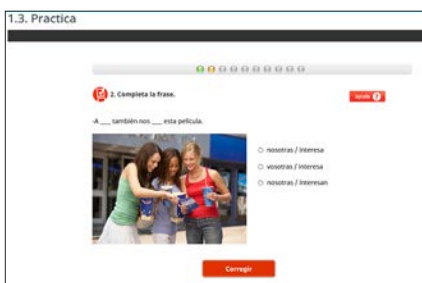 1.3. Practica
2. Completa la frase.
Ayuda ?
-A ___ también nos ___ esta película.
nosotras / interesa
vosotras / interesa
nosotras / interesan
Corregir